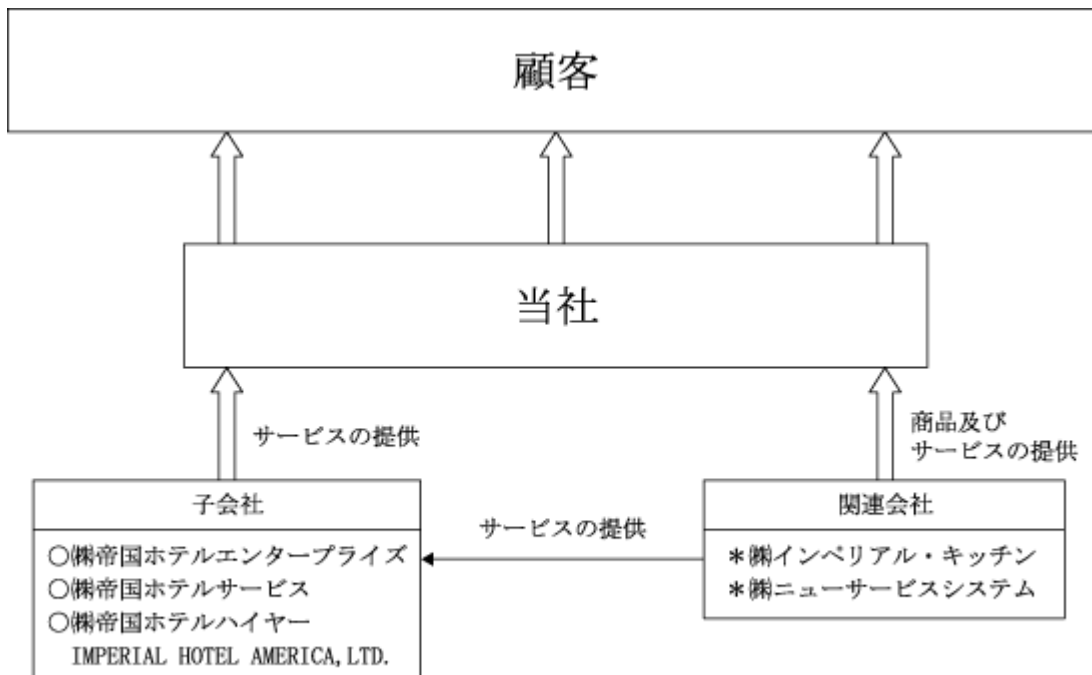 顧客
当社
サービスの提供
商品及び
サービスの提供
子会社
関連会社
サービスの提供
○㈱帝国ホテルエンタープライズ
○㈱帝国ホテルサービス
○㈱帝国ホテルハイヤー
IMPERIAL HOTEL AMERICA,LTD.
＊㈱インペリアル・キッチン
＊㈱ニューサービスシステム